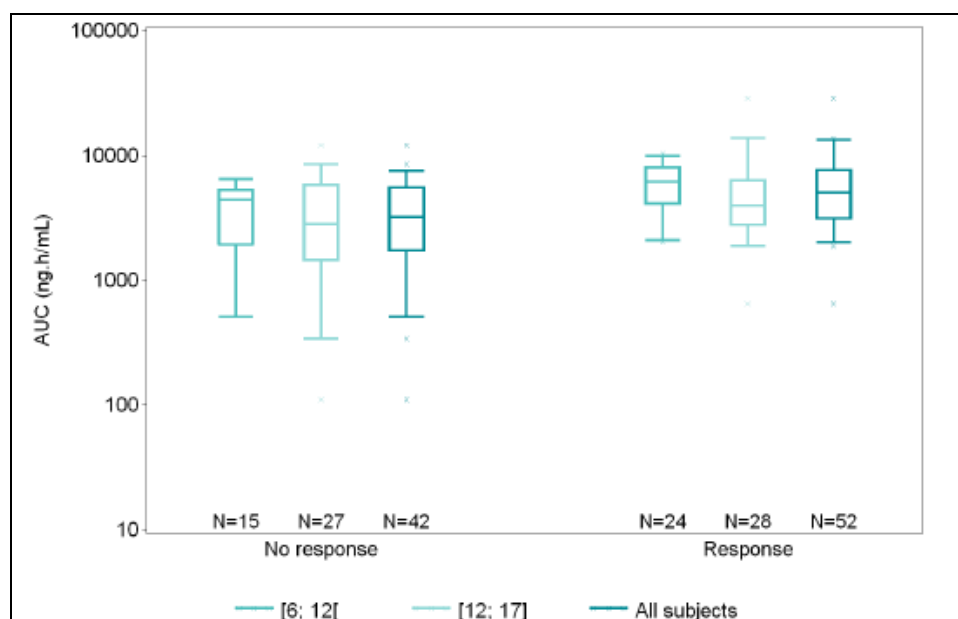 100000
10000
1000
100
10
AUC (ng.h/mL)
N=15 N=27 N=42 N=24 N=28 N=52
No response Response
[6; 12[ [12; 17] All subjects